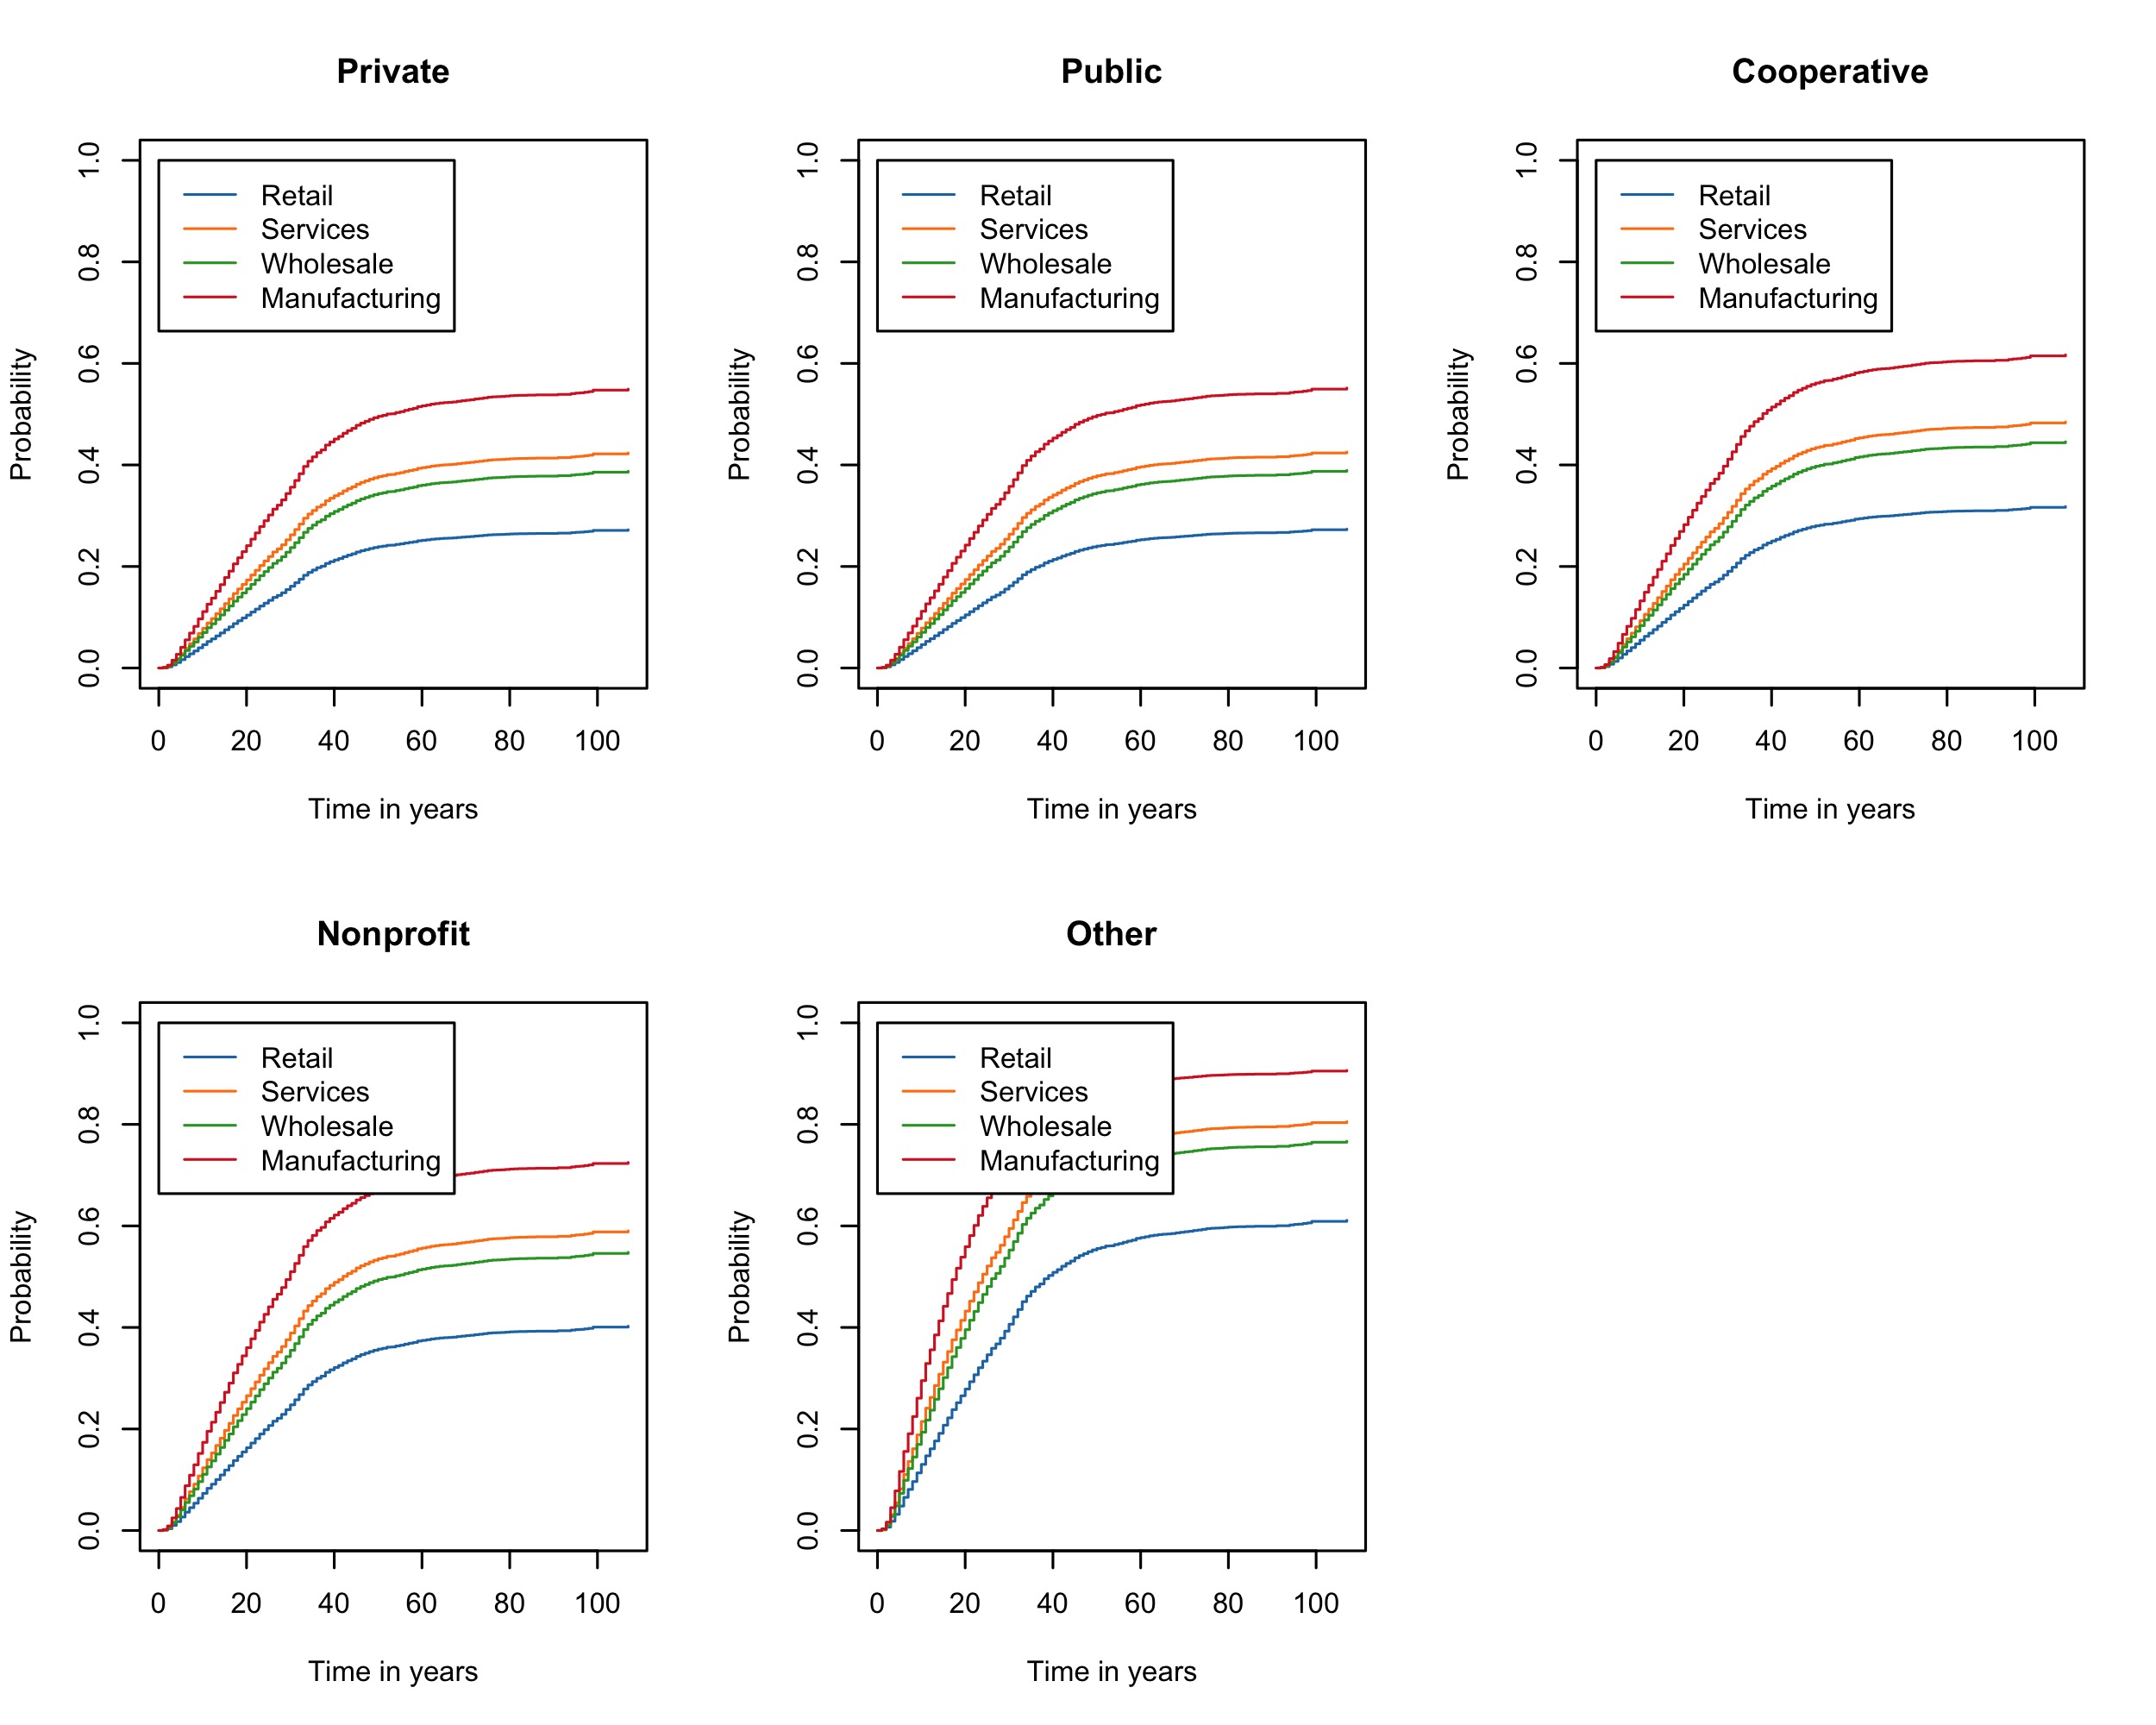 Private
Probability
1.0
0.8
0.6
0.4
0.2
0.0
Retail
Services
Wholesale
Manufacturing
0 20 40 60 80 100
Time in years
Public
Probability
1.0
0.8
0.6
0.4
0.2
0.0
Retail
Services
Wholesale
Manufacturing
0 20 40 60 80 100
Time in years
Cooperative
Probability
1.0
0.8
0.6
0.4
0.2
0.0
Retail
Services
Wholesale
Manufacturing
0 20 40 60 80 100
Time in years
Nonprofit
Probability
1.0
0.8
0.6
0.4
0.2
0.0
Retail
Services
Wholesale
Manufacturing
0 20 40 60 80 100
Time in years
Other
Probability
1.0
0.8
0.6
0.4
0.2
0.0
Retail
Services
Wholesale
Manufacturing
0 20 40 60 80 100
Time in years